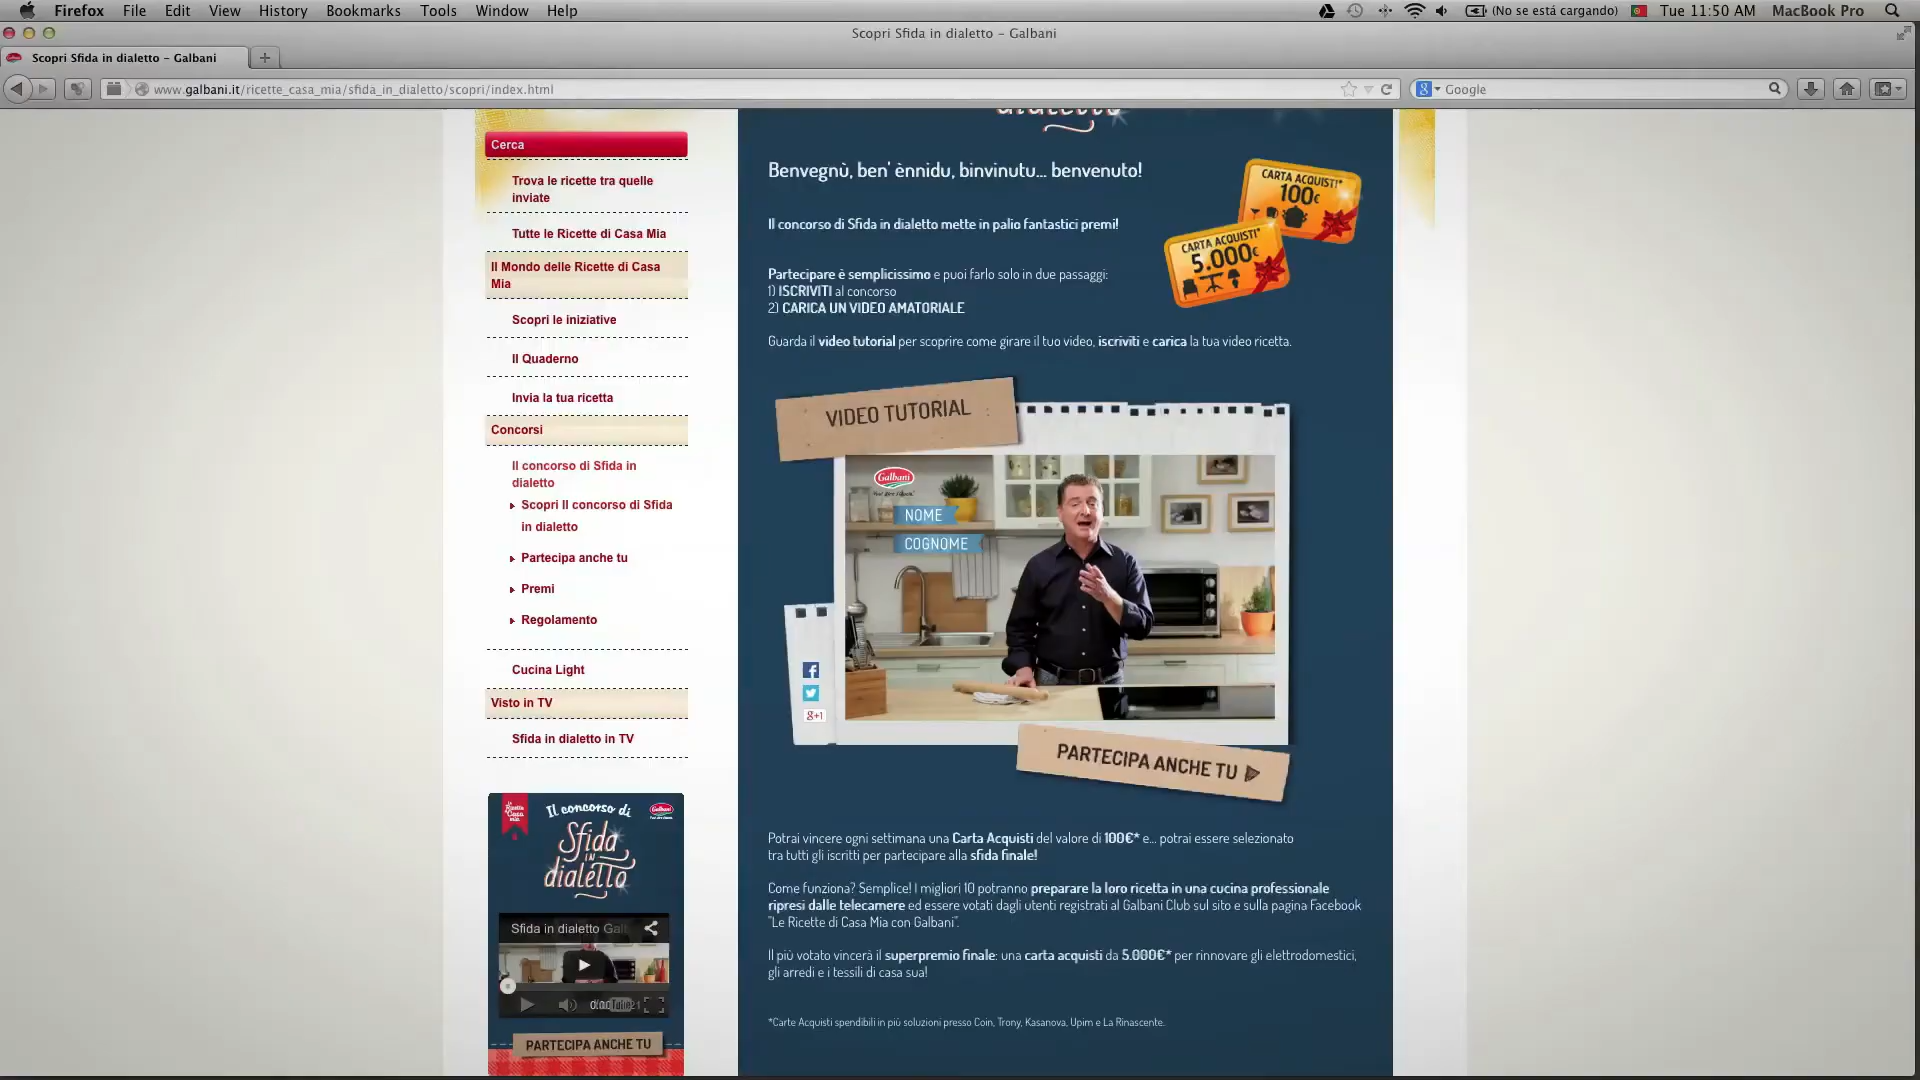 Firefox File Edit View History Bookmarks Tools Window Help
(No se está cargando) Tue 11:50 AM MacBook Pro
Scopri Sfida in dialetto – Galbani
Scopri Sfida in dialetto – Galbani
www.galbani.it/ricette_casa_mia/sfida_in_dialetto/scopri/index.html
Google
Cerca
Trova le ricette tra quelle
inviate
Tutte le Ricette di Casa Mia
Il Mondo delle Ricette di Casa
Mia
Scopri le iniziative
Il Quaderno
Invia la tua ricetta
Concorsi
Il concorso di Sfida in
dialetto
Scopri Il concorso di Sfida
in dialetto
Partecipa anche tu
Premi
Regolamento
Cucina Light
Visto in TV
Sfida in dialetto in TV
Il concorso di
Galbani
Sfida
IN
dialetto
Sfida in dialetto
PARTECIPA ANCHE TU
dialetto
Benvegnù, ben' ènnidu, binvinutu... benvenuto!
CARTA ACQUISTI*
100€
CARTA ACQUISTI*
5.000€
Il concorso di Sfida in dialetto mette in palio fantastici premi!
Partecipare è semplicissimo e puoi farlo solo in due passaggi:
1) ISCRIVITI al concorso
2) CARICA UN VIDEO AMATORIALE
Guarda il video tutorial per scoprire come girare il tuo video, iscriviti e carica la tua video ricetta.
VIDEO TUTORIAL
Galbani
NOME
COGNOME
g+1
PARTECIPA ANCHE TU
Potrai vincere ogni settimana una Carta Acquisti del valore di 100€* e... potrai essere selezionato
tra tutti gli iscritti per partecipare alla sfida finale!
Come funziona? Semplice! I migliori 10 potranno preparare la loro ricetta in una cucina professionale
ripresi dalle telecamere ed essere votati dagli utenti registrati al Galbani Club sul sito e sulla pagina Facebook
"Le Ricette di Casa Mia con Galbani".
Il più votato vincerà il superpremio finale: una carta acquisti da 5.000€* per rinnovare gli elettrodomestici,
gli arredi e i tessili di casa sua!
*Carte Acquisti spendibili in più soluzioni presso Coin, Trony, Kasanova, Upim e La Rinascente.